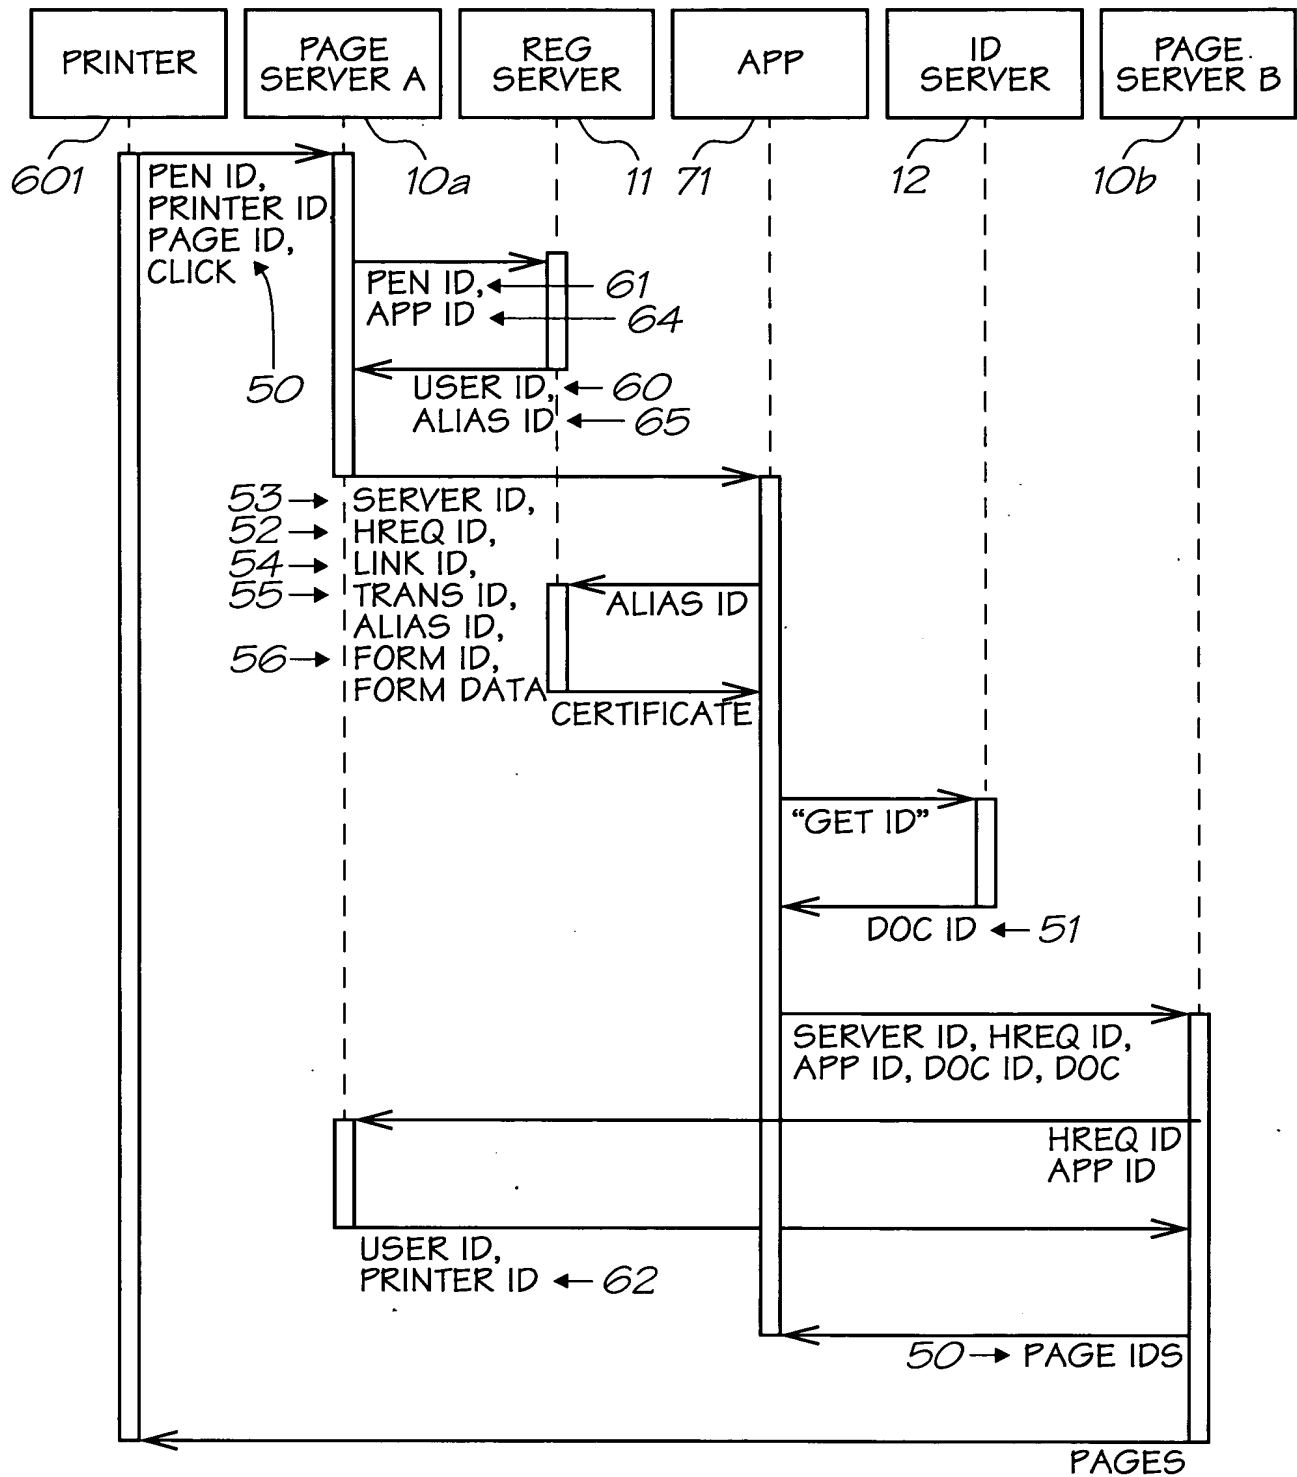 PRINTER
PAGE
SERVER A
REG
SERVER
APP
ID
SERVER
PAGE
SERVER B
601
10a
11
71
12
10b
PEN ID,
PRINTER ID
PAGE ID,
CLICK
50
PEN ID,
61
APP ID
64
USER ID,
60
ALIAS ID
65
53
SERVER ID,
52
HREQ ID,
54
LINK ID,
55
TRANS ID,
ALIAS ID,
56
FORM ID,
FORM DATA
ALIAS ID
CERTIFICATE
“GET ID”
DOC ID
51
SERVER ID, HREQ ID,
APP ID, DOC ID, DOC
HREQ ID
APP ID
USER ID,
PRINTER ID
62
50
PAGE IDS
PAGES